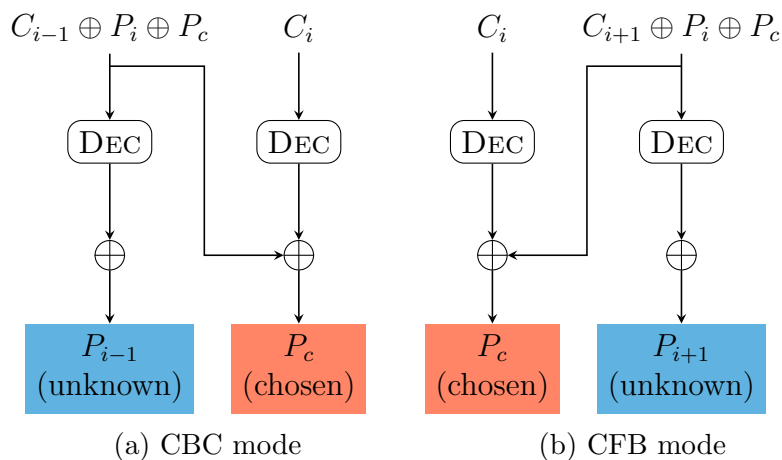 C_{i-1} ⊕ P_i ⊕ P_c
C_i
C_i
C_{i+1} ⊕ P_i ⊕ P_c
DEC
DEC
DEC
DEC
P_{i-1}
(unknown)
P_c
(chosen)
P_c
(chosen)
P_{i+1}
(unknown)
(a) CBC mode
(b) CFB mode